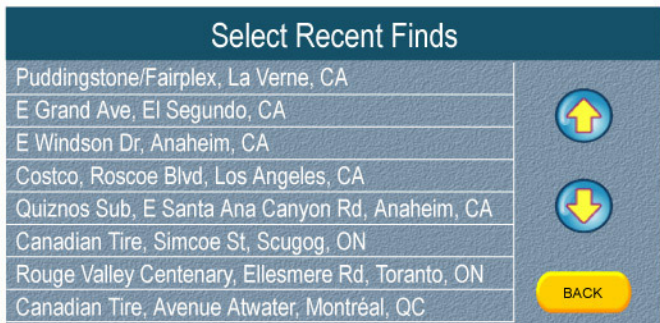 Select Recent Finds
Puddingstone/Fairplex, La Verne, CA
E Grand Ave, El Segundo, CA
E Windson Dr, Anaheim, CA
Costco, Roscoe Blvd, Los Angeles, CA
Quiznos Sub, E Santa Ana Canyon Rd, Anaheim, CA
Canadian Tire, Simcoe St, Scugog, ON
Rouge Valley Centenary, Ellesmere Rd, Toranto, ON
Canadian Tire, Avenue Atwater, Montréal, QC
BACK